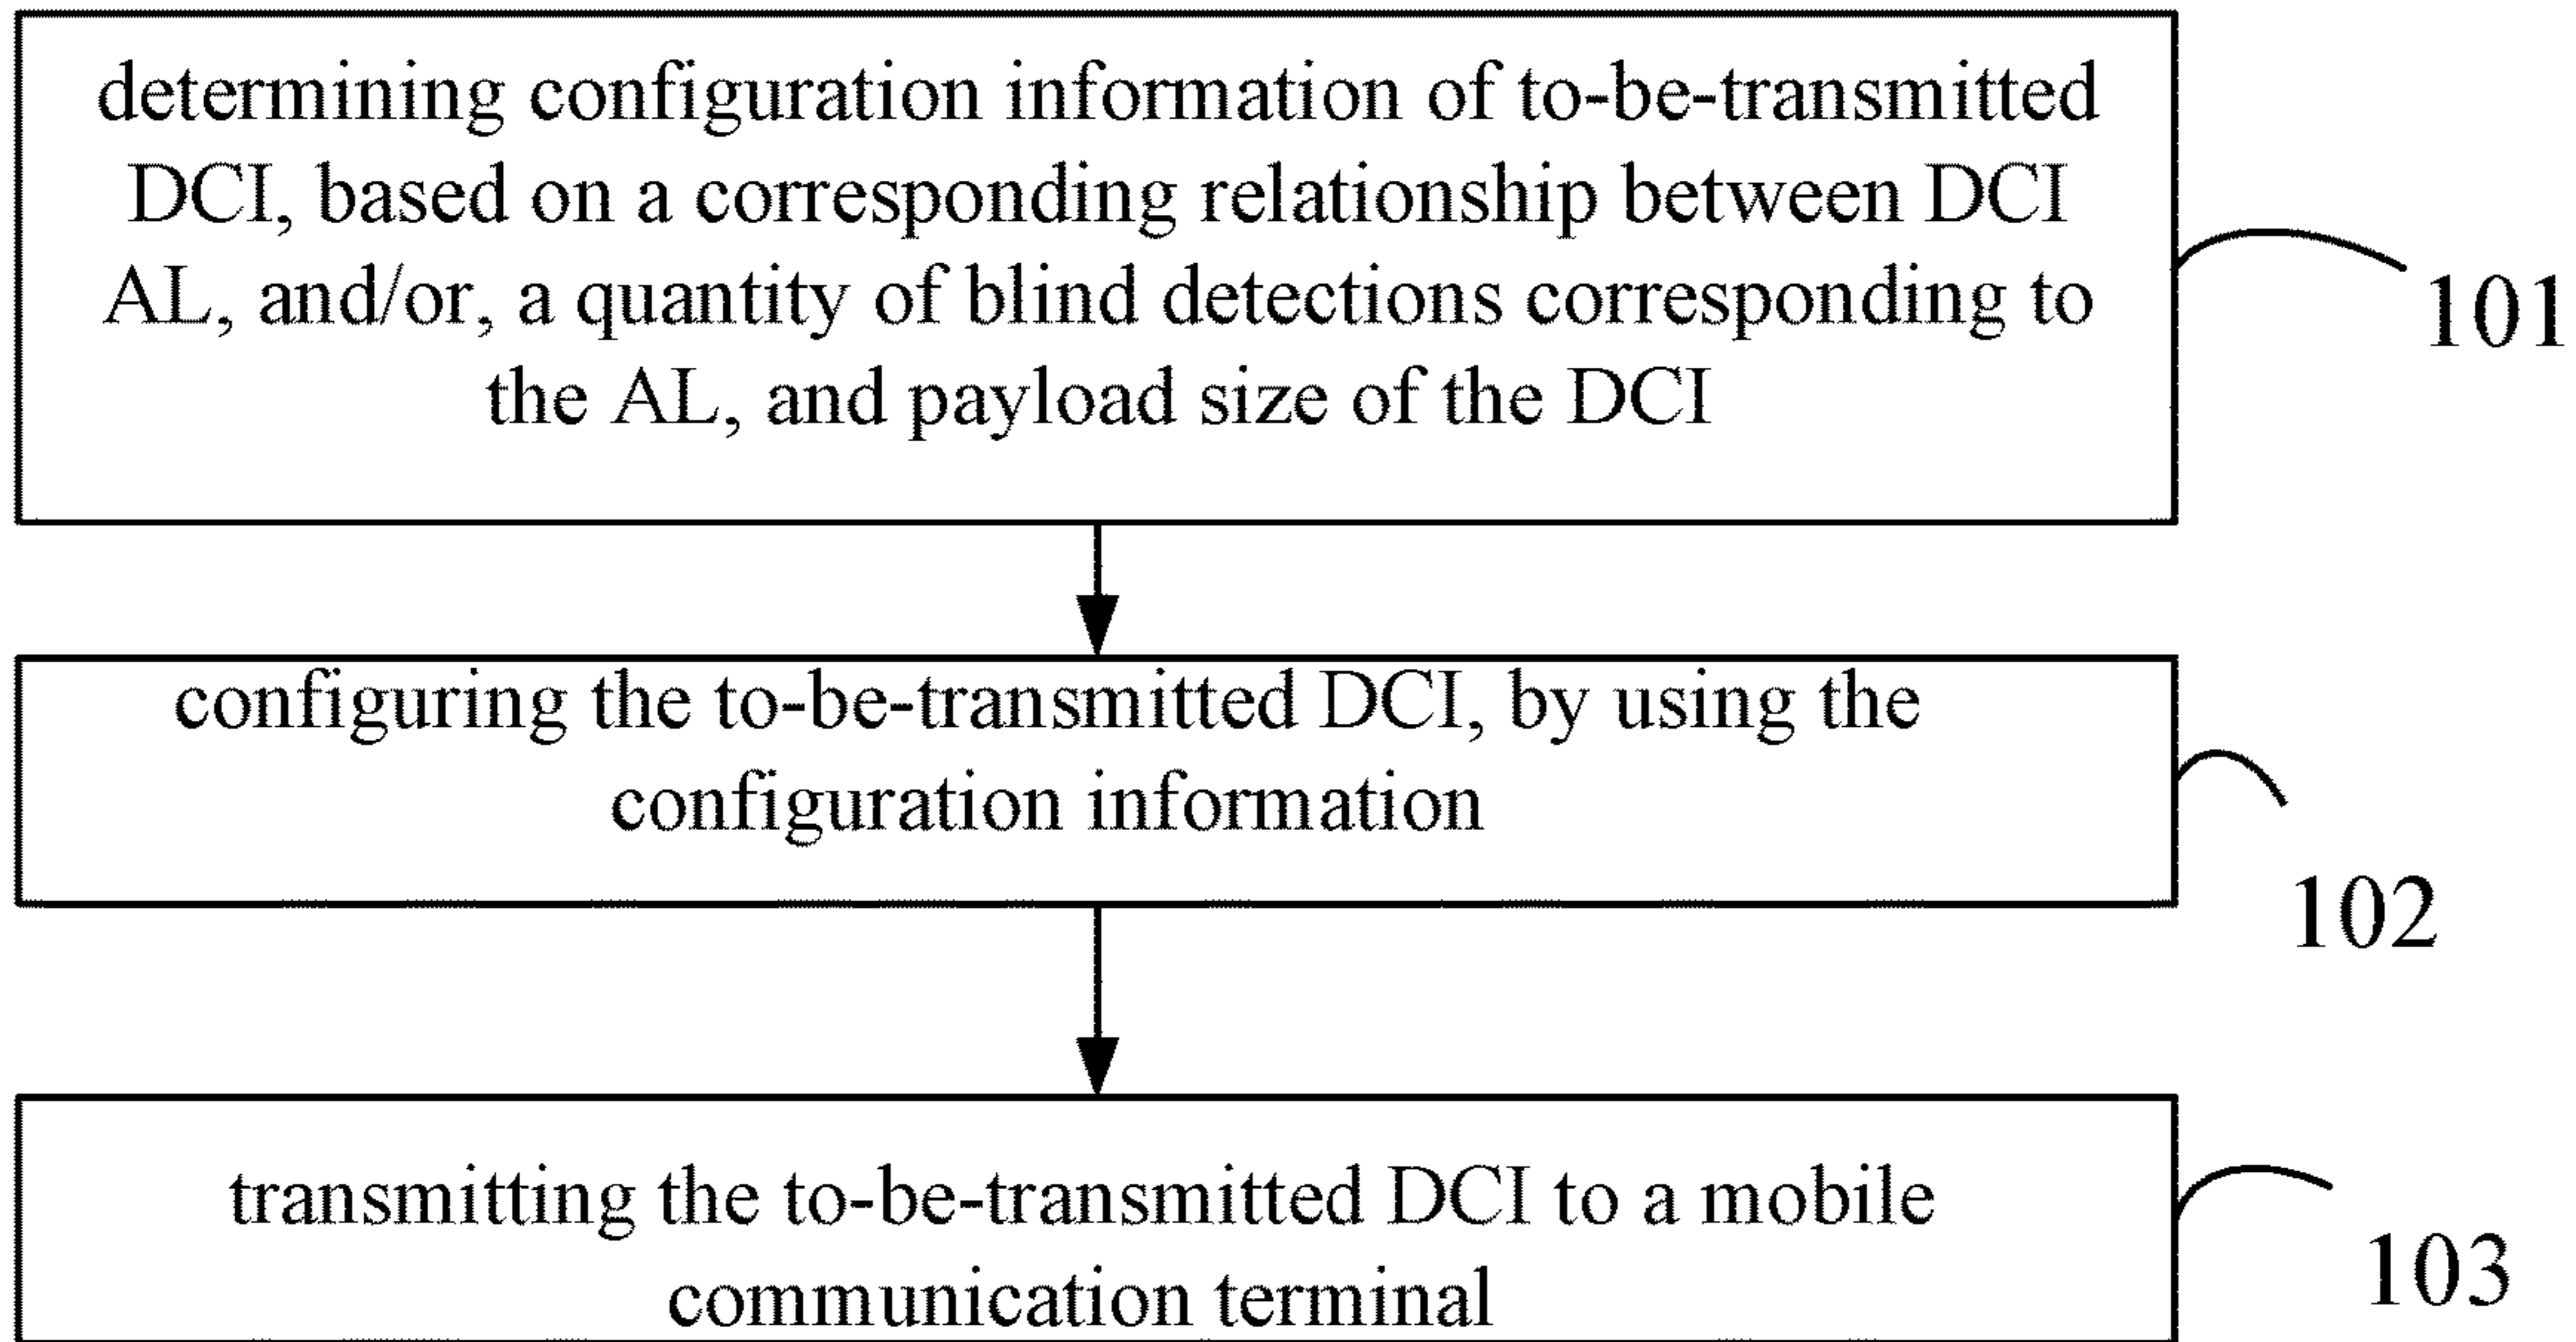 determining configuration information of to-be-transmitted
DCI, based on a corresponding relationship between DCI
AL, and/or, a quantity of blind detections corresponding to
the AL, and payload size of the DCI
101
configuring the to-be-transmitted DCI, by using the
configuration information
102
transmitting the to-be-transmitted DCI to a mobile
communication terminal
103